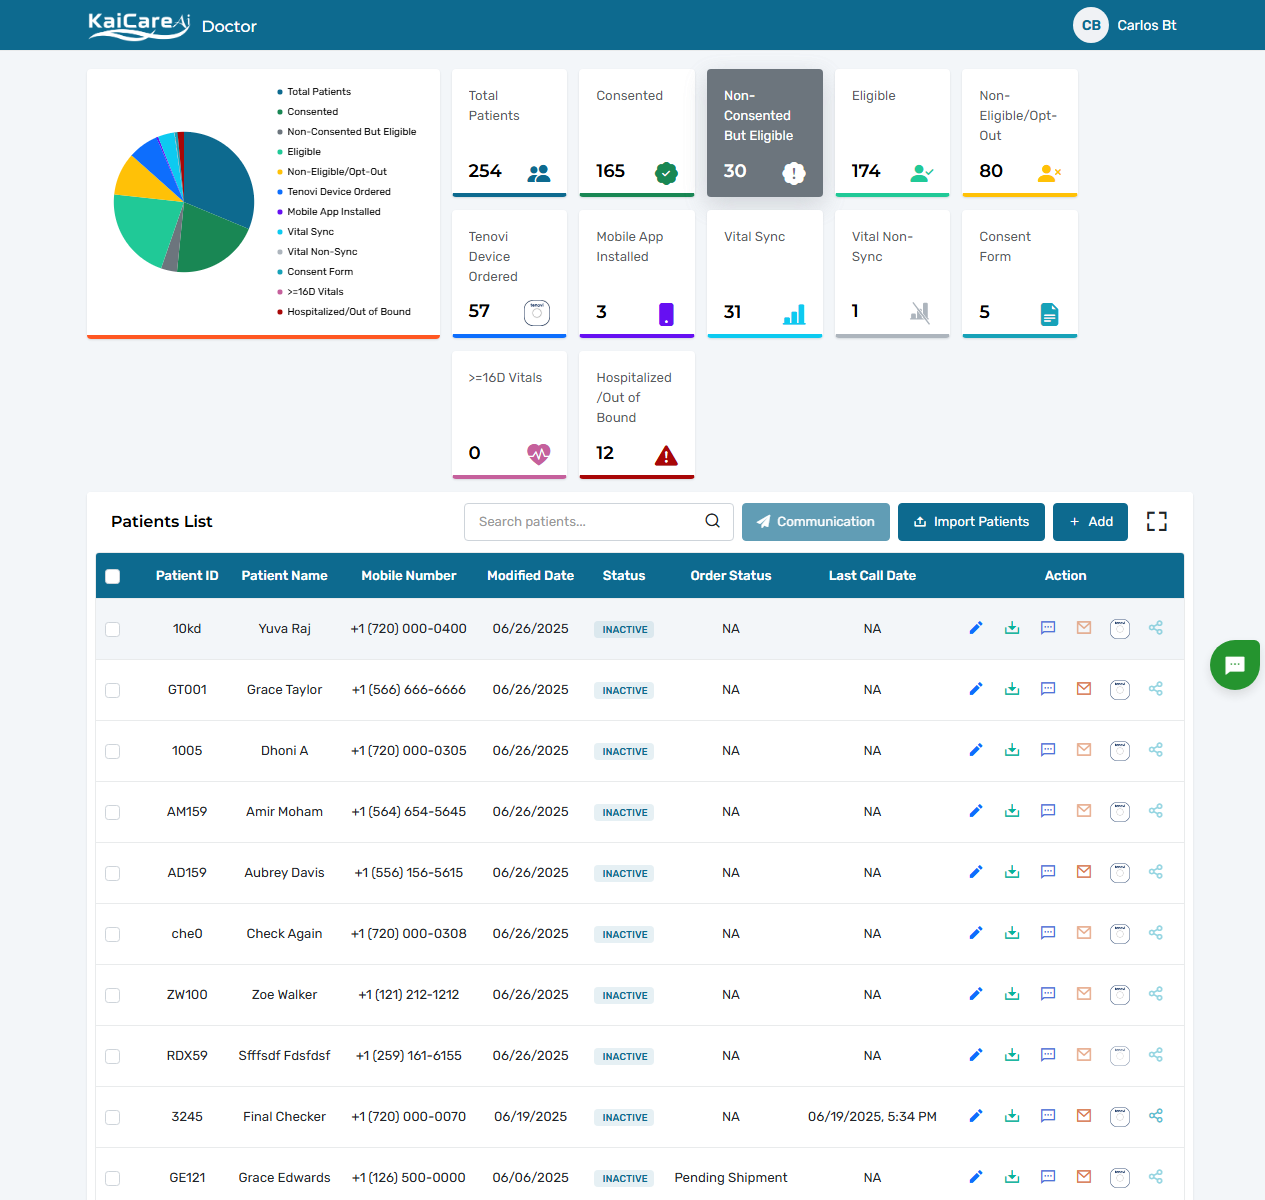 KaiCare Ai Doctor
CB Carlos Bt
Total Patients
Consented
Non-Consented But Eligible
Eligible
Non-Eligible/Opt-Out
Tenovi Device Ordered
Mobile App Installed
Vital Sync
Vital Non-Sync
Consent Form
>=16D Vitals
Hospitalized/Out of Bound
Total
Patients
254
Consented
165
Non-
Consented
But Eligible
30
Eligible
174
Non-
Eligible/Opt-
Out
80
Tenovi
Device
Ordered
57
tenovi
Mobile App
Installed
3
Vital Sync
31
Vital Non-
Sync
1
Consent
Form
5
>=16D Vitals
0
Hospitalized
/Out of
Bound
12
Patients List
Search patients...
Communication
Import Patients
+ Add
Patient ID Patient Name Mobile Number Modified Date Status Order Status Last Call Date Action
10kd Yuva Raj +1 (720) 000-0400 06/26/2025 INACTIVE NA NA
GT001 Grace Taylor +1 (566) 666-6666 06/26/2025 INACTIVE NA NA
1005 Dhoni A +1 (720) 000-0305 06/26/2025 INACTIVE NA NA
AM159 Amir Moham +1 (564) 654-5645 06/26/2025 INACTIVE NA NA
AD159 Aubrey Davis +1 (556) 156-5615 06/26/2025 INACTIVE NA NA
che0 Check Again +1 (720) 000-0308 06/26/2025 INACTIVE NA NA
ZW100 Zoe Walker +1 (121) 212-1212 06/26/2025 INACTIVE NA NA
RDX59 Sfffsdf Fdsfdsf +1 (259) 161-6155 06/26/2025 INACTIVE NA NA
3245 Final Checker +1 (720) 000-0070 06/19/2025 INACTIVE NA 06/19/2025, 5:34 PM
GE121 Grace Edwards +1 (126) 500-0000 06/06/2025 INACTIVE Pending Shipment NA